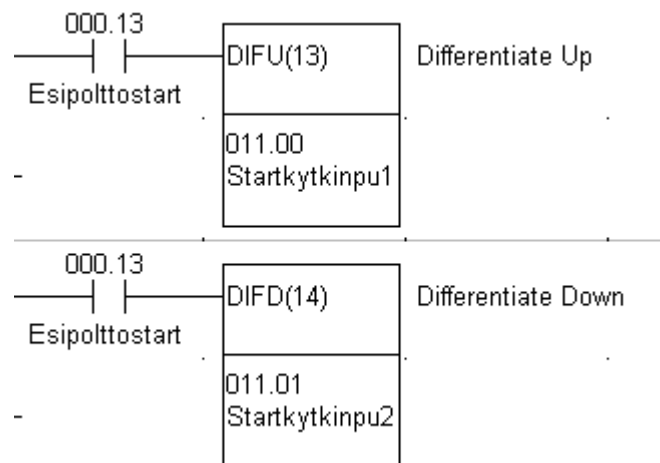 000.13
DIFU(13) Differentiate Up
Esipolttostart
011.00
Startkytkinpu1
000.13
DIFD(14) Differentiate Down
Esipolttostart
011.01
Startkytkinpu2